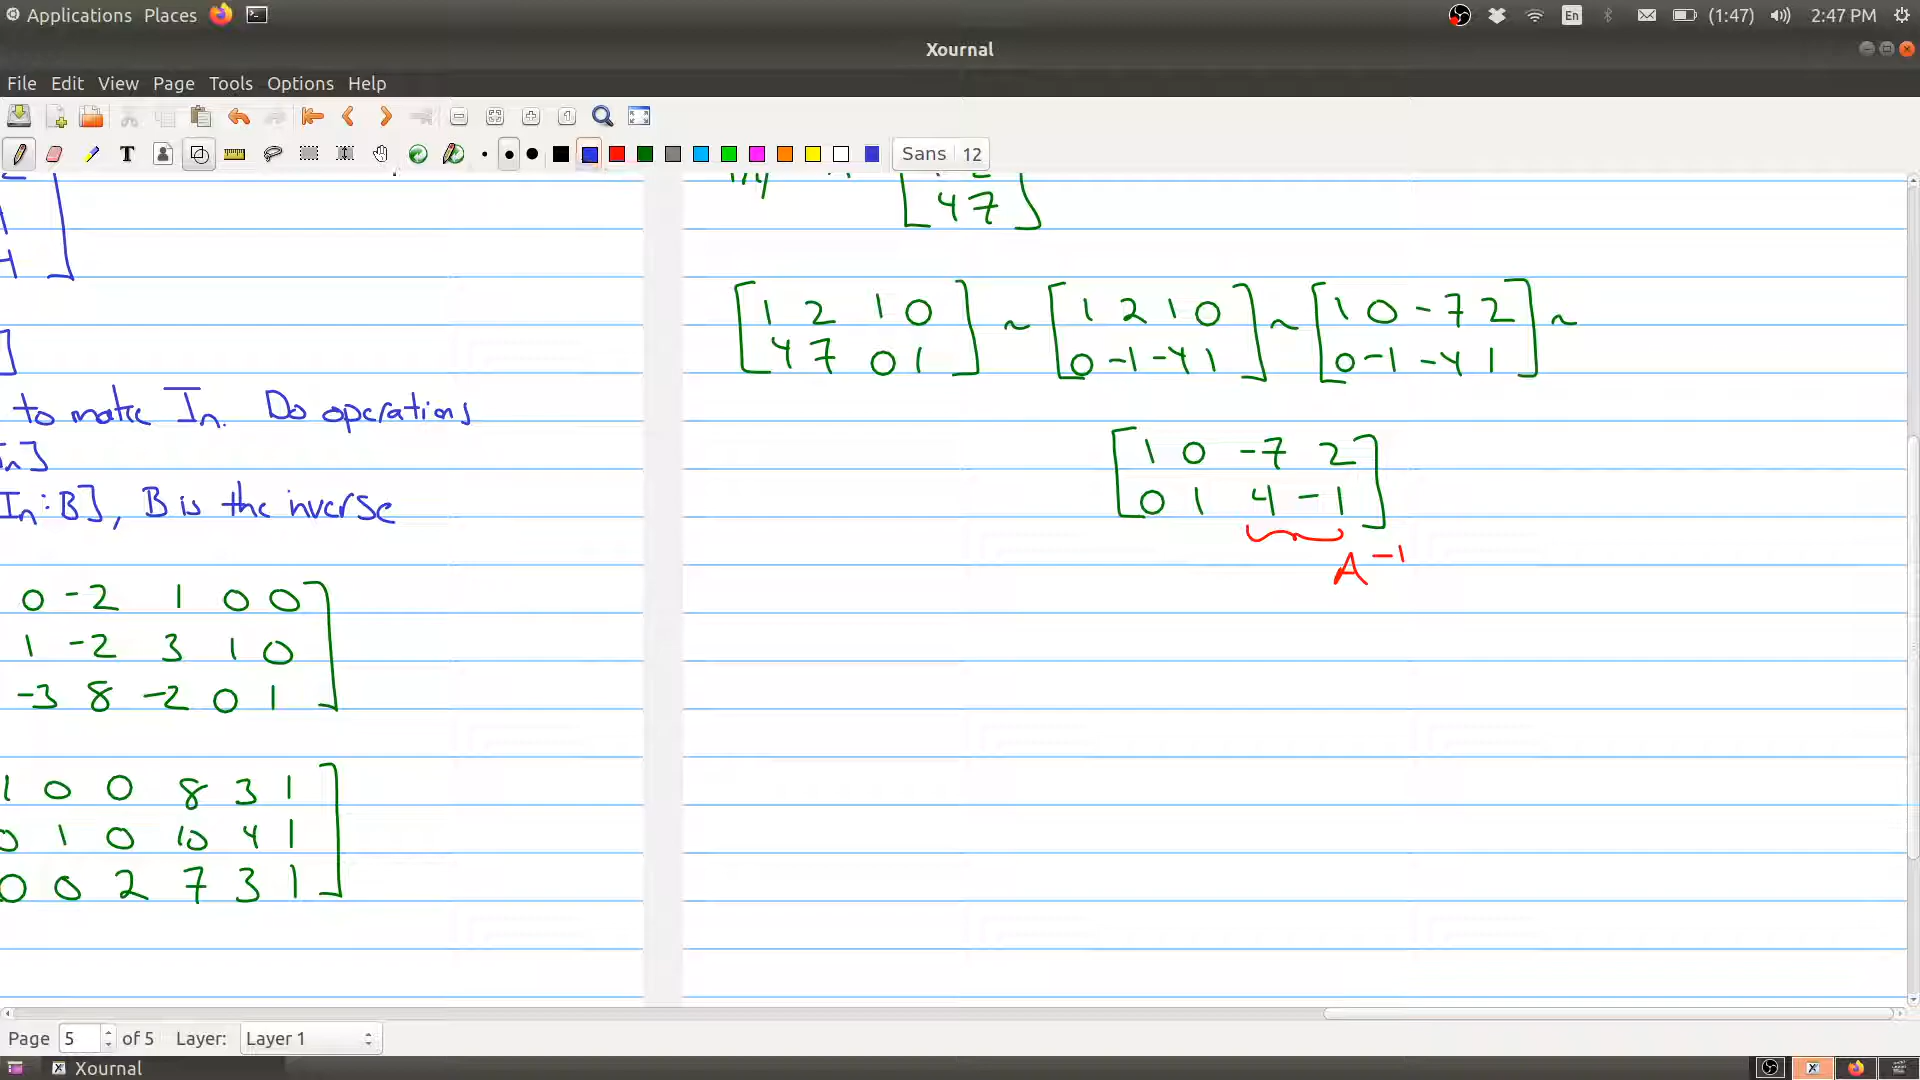 Applications Places En (1:47) 2:47 PM
Xournal
File Edit View Page Tools Options Help
T Sans 12
4 7
1 2 1 0 ~ 1 2 1 0 ~ 1 0 -7 2 ~
4 7 0 1 0 -1 -4 1 0 -1 -4 1
1 0 -7 2
0 1 4 -1
A⁻¹
to make In. Do operations
In]
In:B], B is the inverse
0 -2 1 0 0
1 -2 3 1 0
-3 8 -2 0 1
1 0 0 8 3 1
0 1 0 10 4 1
0 0 2 7 3 1
Page 5 of 5 Layer: Layer 1
Xournal